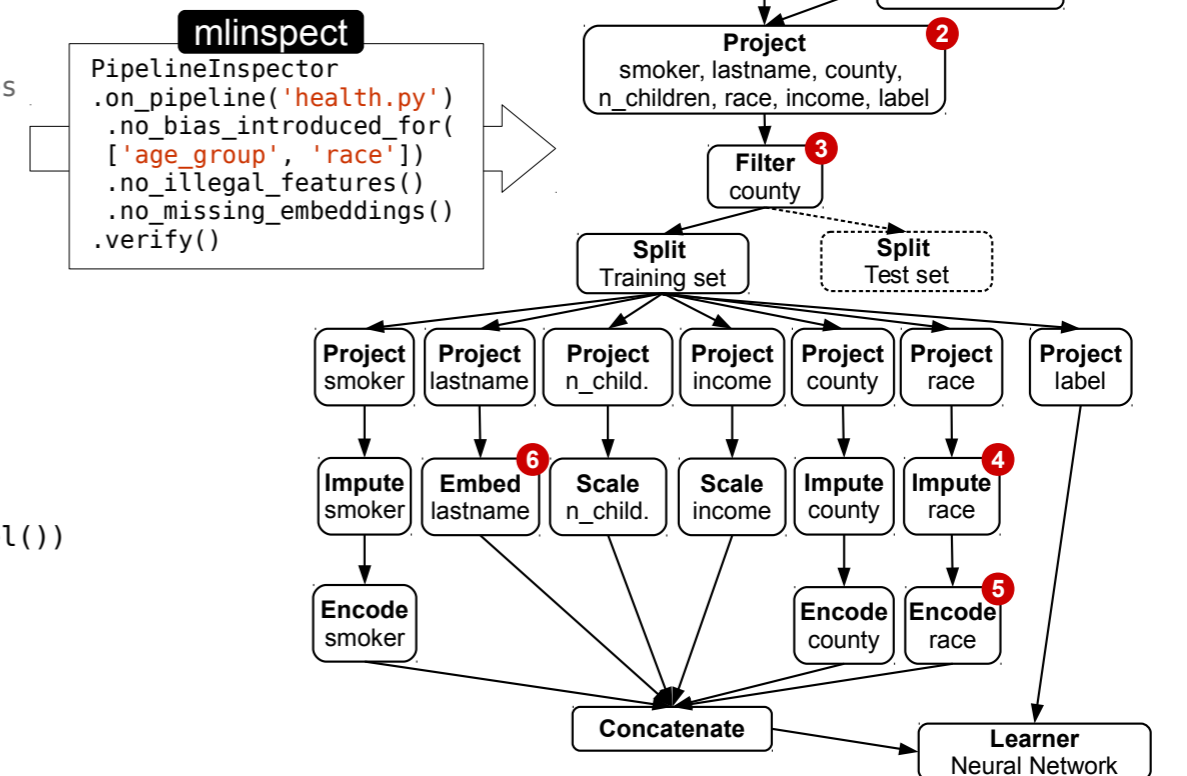 mlinspect
PipelineInspector
.on_pipeline('health.py')
.no_bias_introduced_for(
['age_group', 'race'])
.no_illegal_features()
.no_missing_embeddings()
.verify()
s
l())
2
Project
smoker, lastname, county,
n_children, race, income, label
3
Filter
county
Split
Training set
Split
Test set
Project
smoker
Project
lastname
Project
n_child.
Project
income
Project
county
Project
race
Project
label
Impute
smoker
6
Embed
lastname
Scale
n_child.
Scale
income
Impute
county
4
Impute
race
Encode
smoker
Encode
county
5
Encode
race
Concatenate
Learner
Neural Network